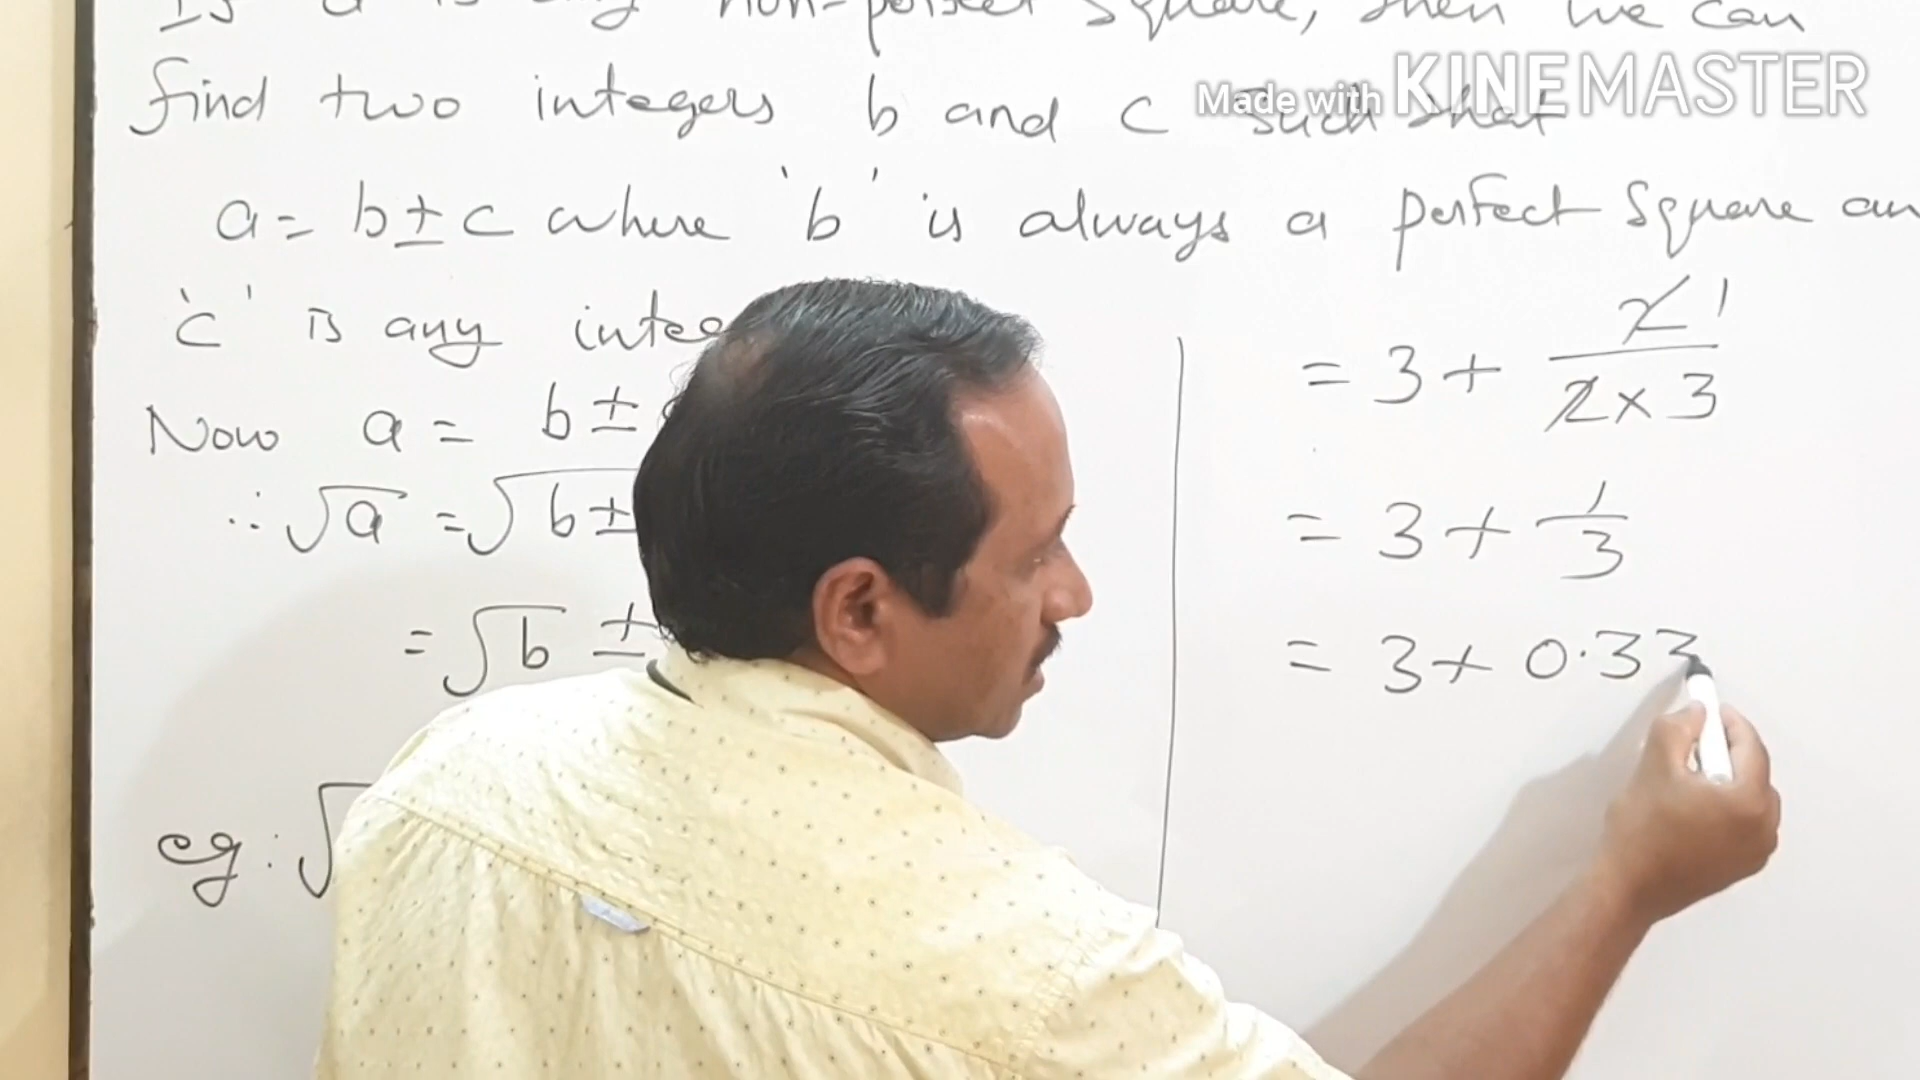 If a is any non-perfect square, then we can
find two integers b and c such that
a = b ± c where 'b' is always a perfect square an
'c' is any integ
Now a = b ±
∴ √a = √b ±
= √b ±
eg: √
= 3 + 2 1 / 2 × 3
= 3 + 1/3
= 3 + 0.33
Made with KINEMASTER